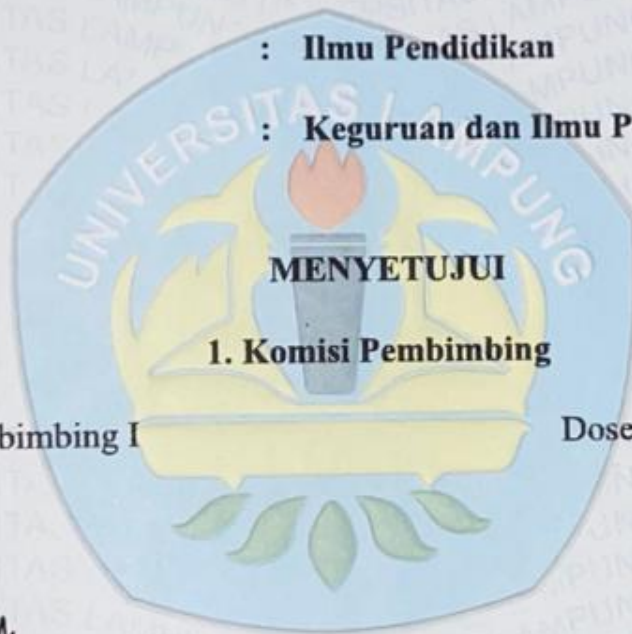 : Ilmu Pendidikan
: Keguruan dan Ilmu P
UNIVERSITAS LAMPUNG
MENYETUJUI
1. Komisi Pembimbing
bimbing I
Dose